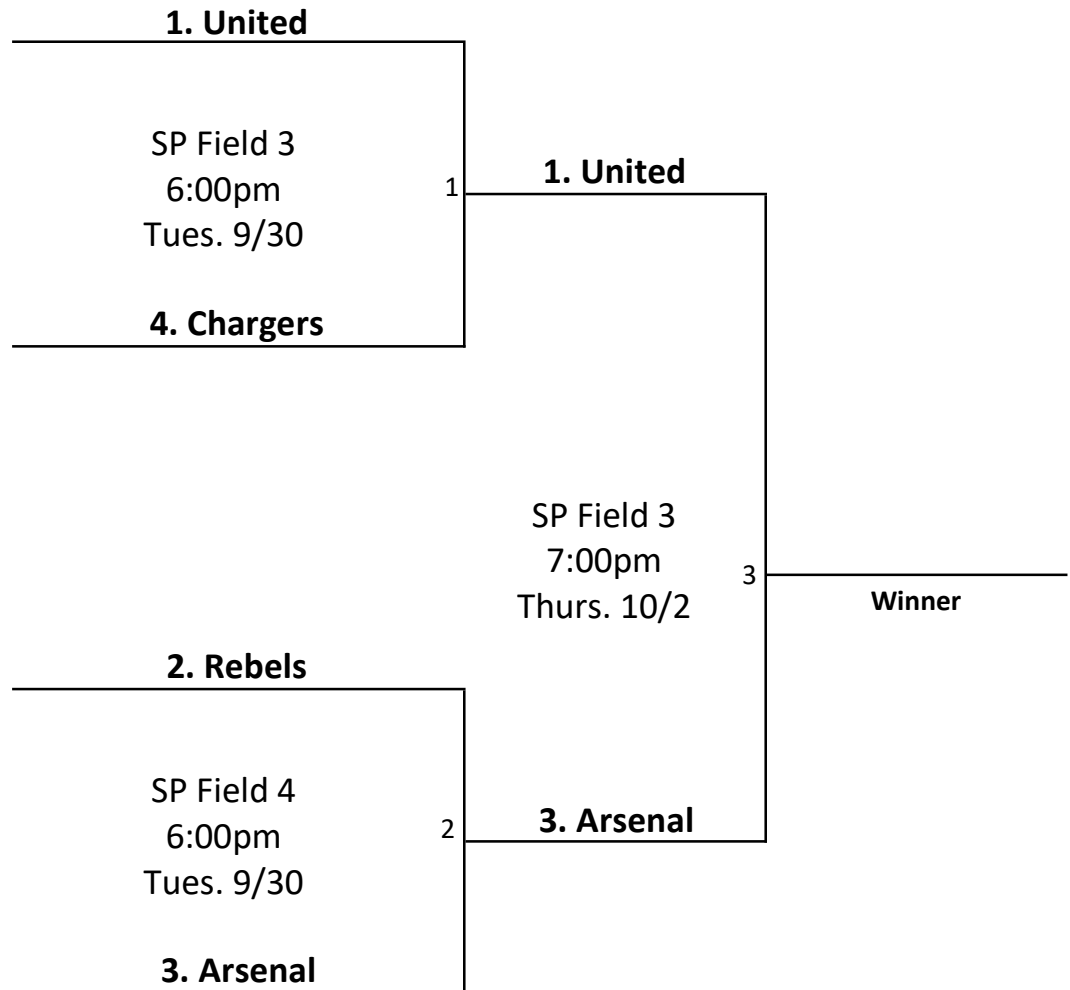 1. United
SP Field 3
6:00pm
Tues. 9/30
1
4. Chargers
1. United
SP Field 3
7:00pm
Thurs. 10/2
3
Winner
2. Rebels
SP Field 4
6:00pm
Tues. 9/30
2
3. Arsenal
3. Arsenal